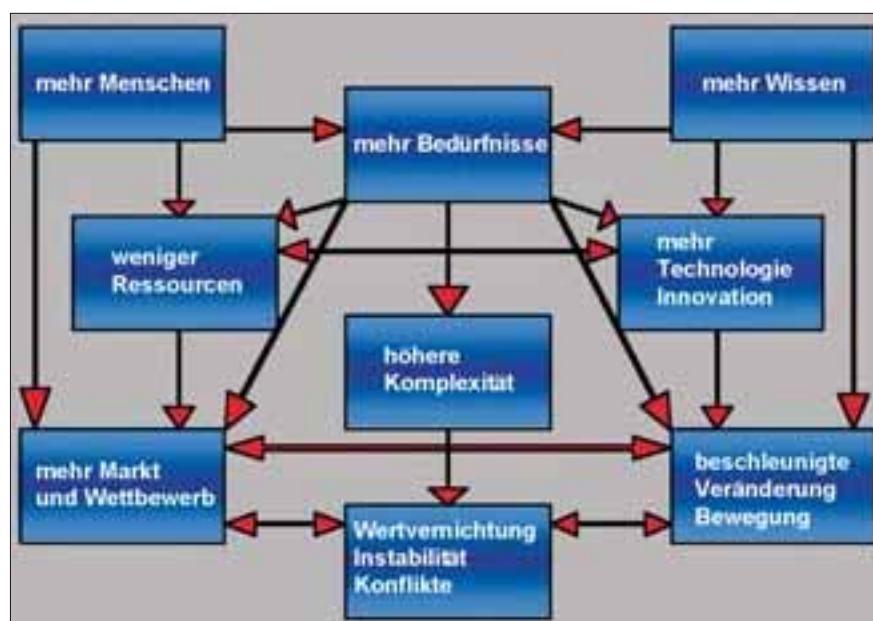 mehr Menschen
mehr Wissen
mehr Bedürfnisse
weniger
Ressourcen
mehr
Technologie
Innovation
höhere
Komplexität
mehr Markt
und Wettbewerb
beschleunigte
Veränderung
Bewegung
Wertvernichtung
Instabilität
Konflikte